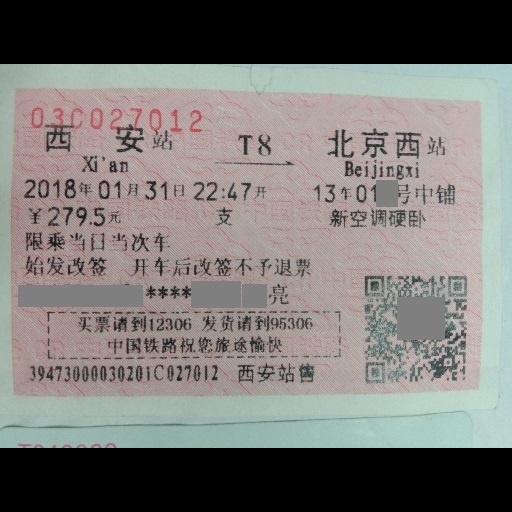 03C027012
西 安站 T8 北京西站
Xi'an Beijingxi
2018年01月31日 22:47开 13车01号中铺
￥279.5元 支 新空调硬卧
限乘当日当次车
始发改签 开车后改签不予退票
****亮
买票请到12306 发货请到95306
中国铁路祝您旅途愉快
39473000030201C027012 西安站售